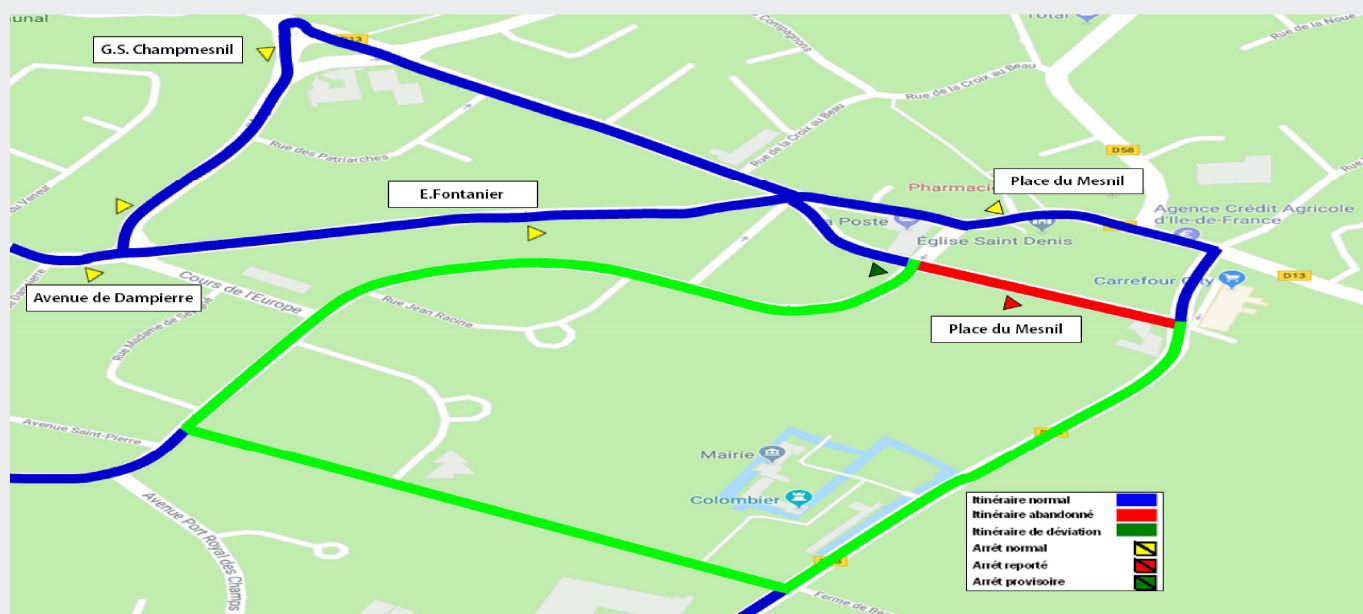 Total
Rue de la Noue
G.S. Champmesnil
D13
Compagnons
Rue de la Croix au Beau
Rue de la Croix au Beau
Rue des Patriarches
D58
Place du Mesnil
Pharmacie
E.Fontanier
La Poste
Agence Crédit Agricole
d'Ile-de-France
Église Saint Denis
D13
Carrefour City
Avenue de Dampierre
Cours de l'Europe
Rue Jean Racine
Place du Mesnil
Avenue Saint-Pierre
Mairie
Colombier
Avenue Port Royal des Champs
Itinéraire normal
Itinéraire abandonné
Itinéraire de déviation
Arrêt normal
Arrêt reporté
Arrêt provisoire